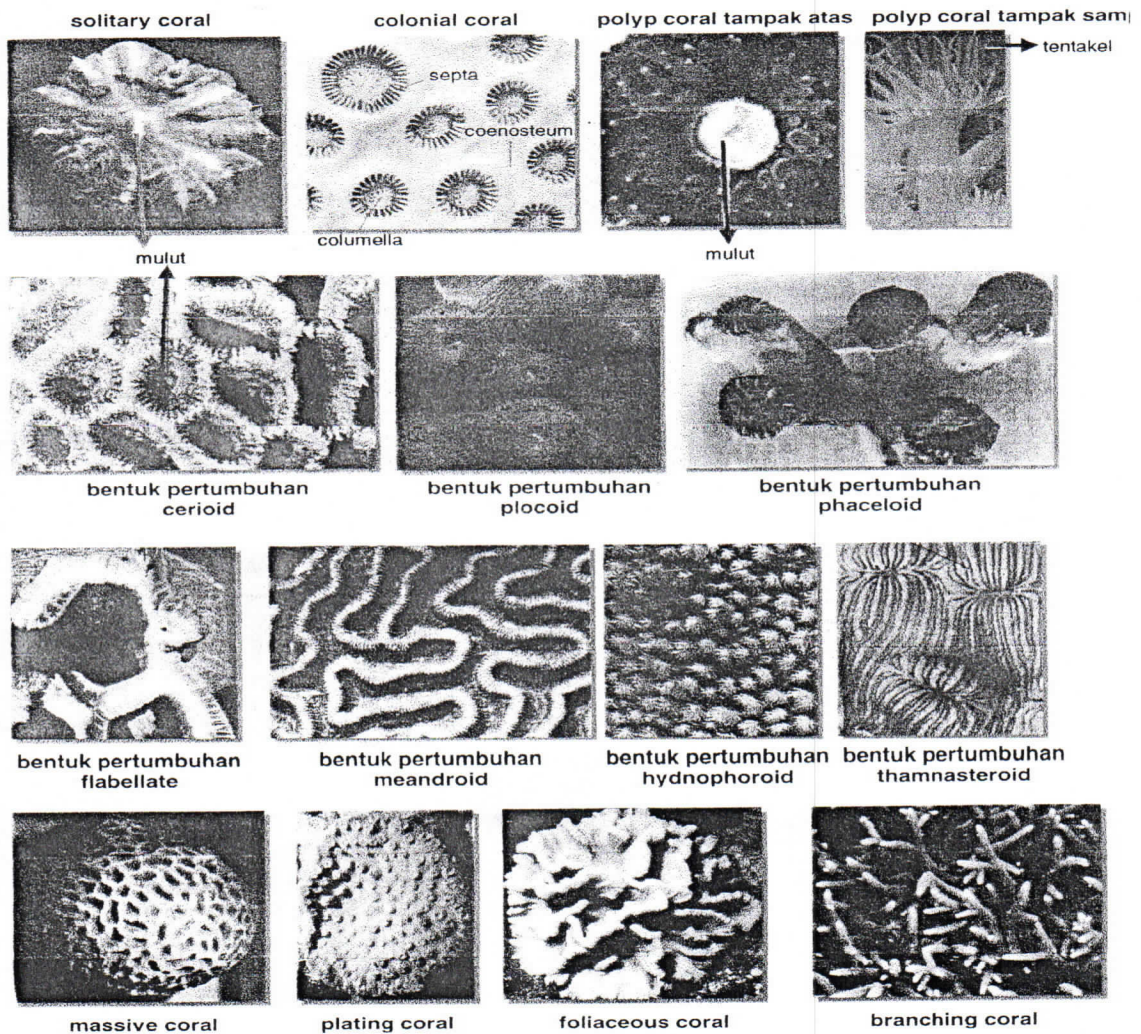 solitary coral
colonial coral
polyp coral tampak atas
polyp coral tampak samp
tentakel
septa
coenosteum
columella
mulut
mulut
bentuk pertumbuhan
cerioid
bentuk pertumbuhan
plocoid
bentuk pertumbuhan
phaceloid
bentuk pertumbuhan
flabellate
bentuk pertumbuhan
meandroid
bentuk pertumbuhan
hydnophoroid
bentuk pertumbuhan
thamnasteroid
massive coral
plating coral
foliaceous coral
branching coral